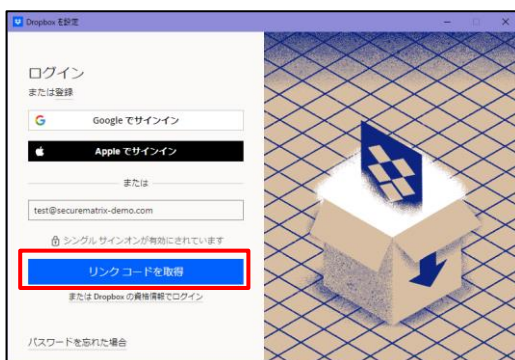 Dropbox を設定
ログイン
または登録
Google でサインイン
Apple でサインイン
または
test@securematrix-demo.com
シングル サインオンが有効にされています
リンク コードを取得
または Dropbox の資格情報でログイン
パスワードを忘れた場合